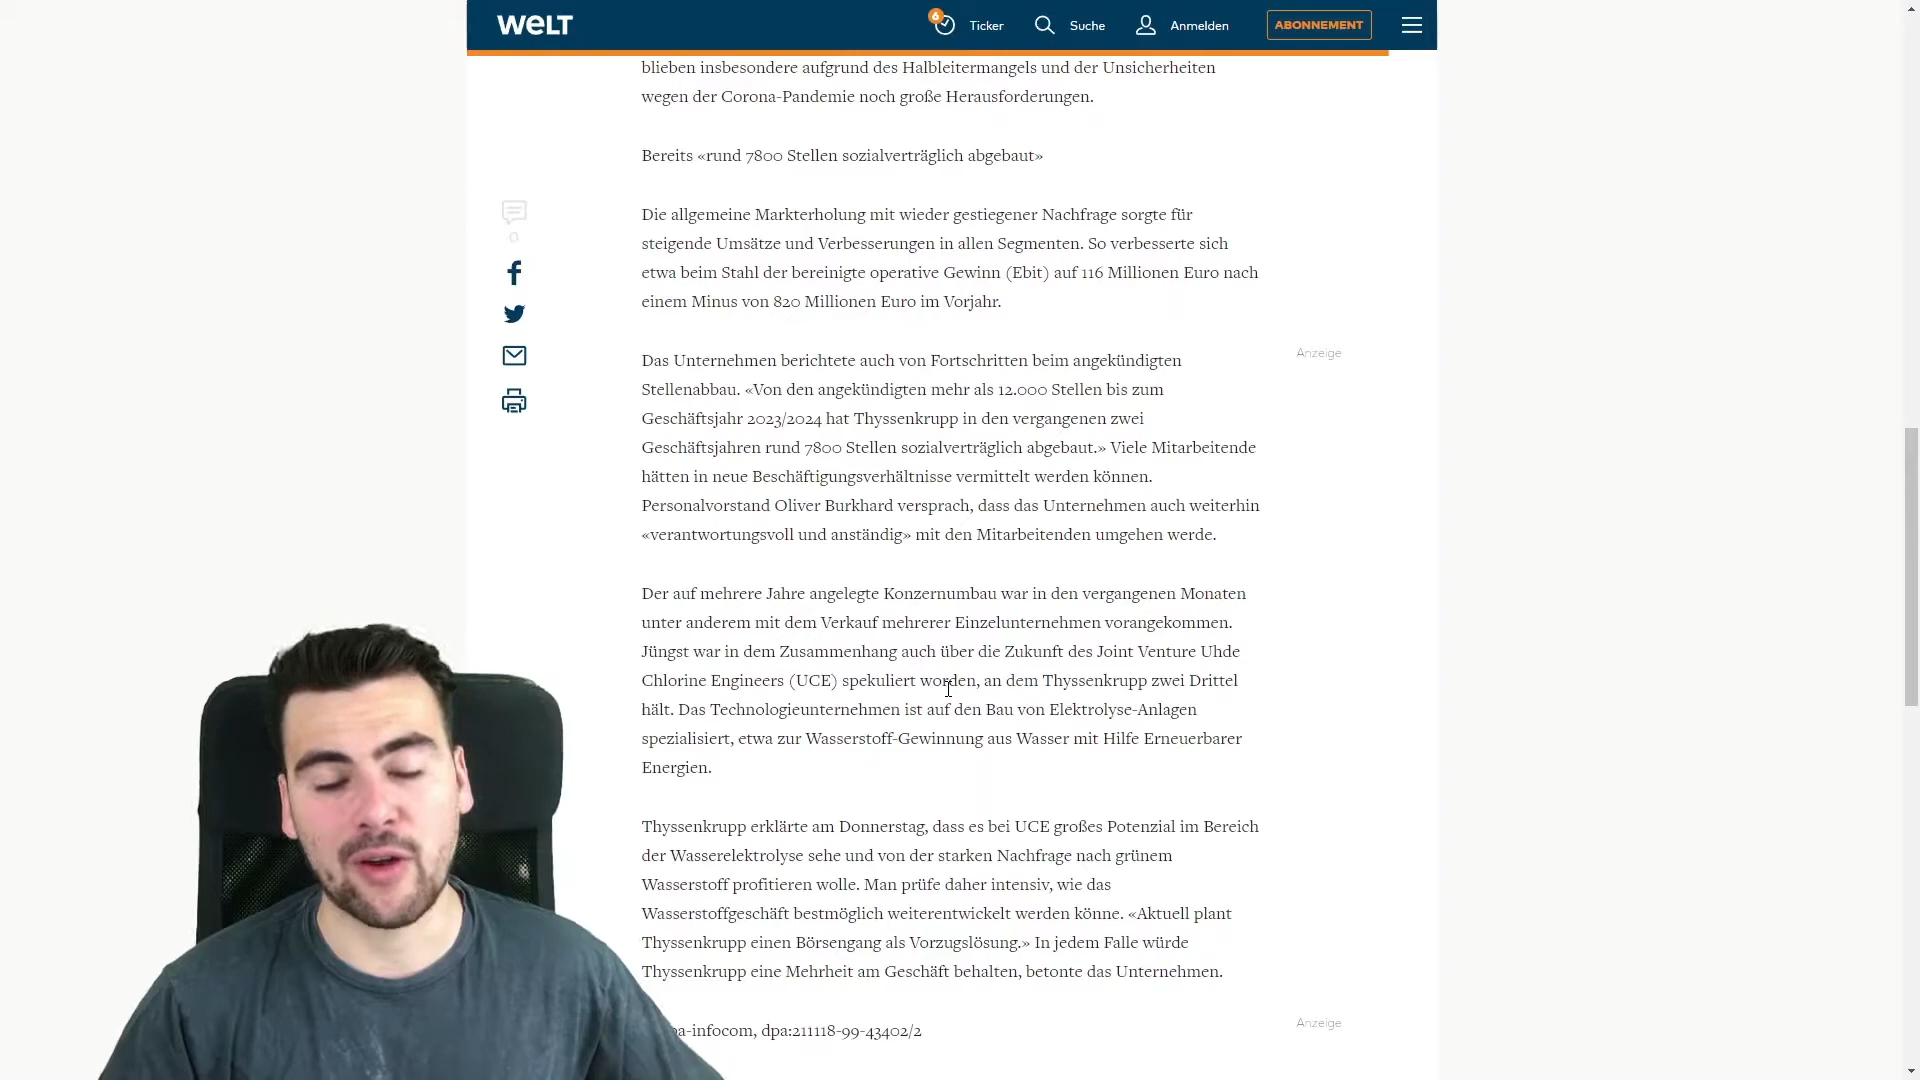 WELT
6
Ticker
Suche
Anmelden
ABONNEMENT
blieben insbesondere aufgrund des Halbleitermangels und der Unsicherheiten
wegen der Corona-Pandemie noch große Herausforderungen.
Bereits «rund 7800 Stellen sozialverträglich abgebaut»
0
Die allgemeine Markterholung mit wieder gestiegener Nachfrage sorgte für
steigende Umsätze und Verbesserungen in allen Segmenten. So verbesserte sich
etwa beim Stahl der bereinigte operative Gewinn (Ebit) auf 116 Millionen Euro nach
einem Minus von 820 Millionen Euro im Vorjahr.
Anzeige
Das Unternehmen berichtete auch von Fortschritten beim angekündigten
Stellenabbau. «Von den angekündigten mehr als 12.000 Stellen bis zum
Geschäftsjahr 2023/2024 hat Thyssenkrupp in den vergangenen zwei
Geschäftsjahren rund 7800 Stellen sozialverträglich abgebaut.» Viele Mitarbeitende
hätten in neue Beschäftigungsverhältnisse vermittelt werden können.
Personalvorstand Oliver Burkhard versprach, dass das Unternehmen auch weiterhin
«verantwortungsvoll und anständig» mit den Mitarbeitenden umgehen werde.
Der auf mehrere Jahre angelegte Konzernumbau war in den vergangenen Monaten
unter anderem mit dem Verkauf mehrerer Einzelunternehmen vorangekommen.
Jüngst war in dem Zusammenhang auch über die Zukunft des Joint Venture Uhde
Chlorine Engineers (UCE) spekuliert worden, an dem Thyssenkrupp zwei Drittel
hält. Das Technologieunternehmen ist auf den Bau von Elektrolyse-Anlagen
spezialisiert, etwa zur Wasserstoff-Gewinnung aus Wasser mit Hilfe Erneuerbarer
Energien.
Thyssenkrupp erklärte am Donnerstag, dass es bei UCE großes Potenzial im Bereich
der Wasserelektrolyse sehe und von der starken Nachfrage nach grünem
Wasserstoff profitieren wolle. Man prüfe daher intensiv, wie das
Wasserstoffgeschäft bestmöglich weiterentwickelt werden könne. «Aktuell plant
Thyssenkrupp einen Börsengang als Vorzugslösung.» In jedem Falle würde
Thyssenkrupp eine Mehrheit am Geschäft behalten, betonte das Unternehmen.
Anzeige
pa-infocom, dpa:211118-99-43402/2